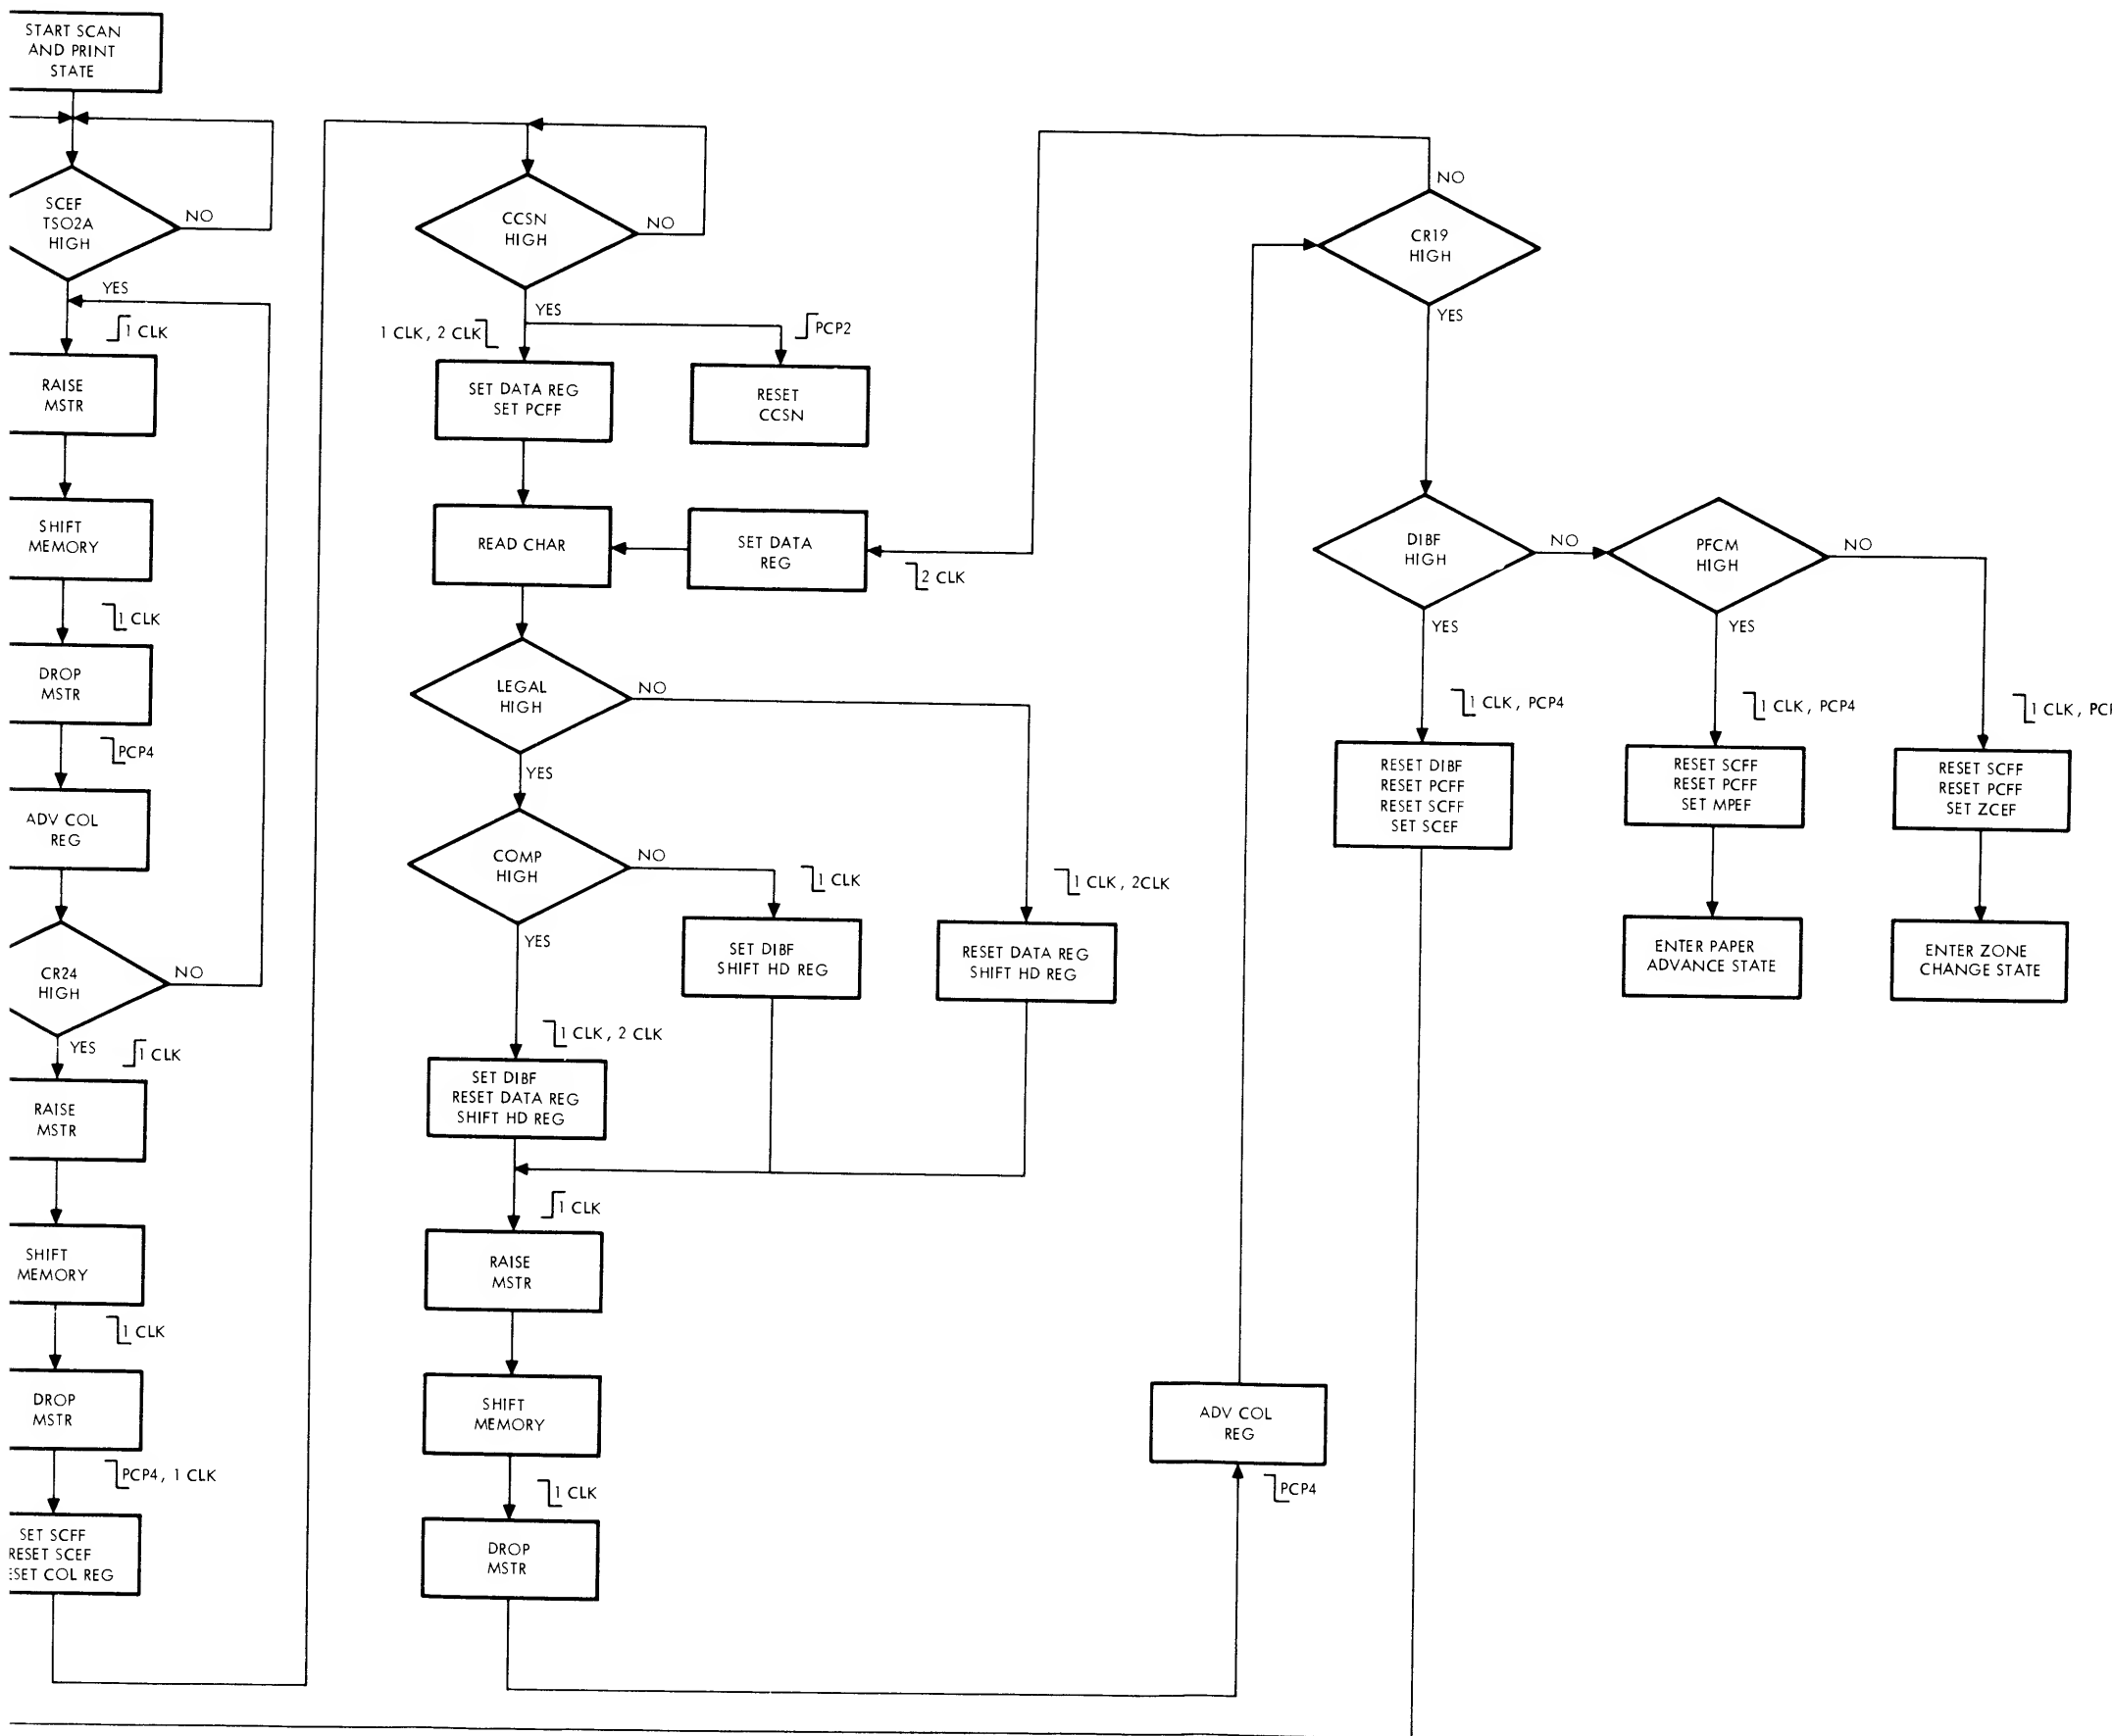 START SCAN
AND PRINT
STATE
SCEF
TSO2A
HIGH
NO
YES
1 CLK
RAISE
MSTR
SHIFT
MEMORY
1 CLK
DROP
MSTR
PCP4
ADV COL
REG
CR24
HIGH
NO
YES
1 CLK
RAISE
MSTR
SHIFT
MEMORY
1 CLK
DROP
MSTR
PCP4, 1 CLK
SET SCFF
RESET SCEF
ESET COL REG
CCSN
HIGH
NO
YES
1 CLK, 2 CLK
PCP2
SET DATA REG
SET PCFF
RESET
CCSN
READ CHAR
SET DATA
REG
2 CLK
LEGAL
HIGH
NO
YES
COMP
HIGH
NO
YES
1 CLK
SET DIBF
SHIFT HD REG
1 CLK, 2CLK
RESET DATA REG
SHIFT HD REG
1 CLK, 2 CLK
SET DIBF
RESET DATA REG
SHIFT HD REG
1 CLK
RAISE
MSTR
SHIFT
MEMORY
1 CLK
DROP
MSTR
PCP4
ADV COL
REG
CR19
HIGH
NO
YES
DIBF
HIGH
NO
YES
1 CLK, PCP4
RESET DIBF
RESET PCFF
RESET SCFF
SET SCEF
PFCM
HIGH
NO
YES
1 CLK, PCP4
RESET SCFF
RESET PCFF
SET MPEF
ENTER PAPER
ADVANCE STATE
1 CLK, PC
RESET SCFF
RESET PCFF
SET ZCEF
ENTER ZONE
CHANGE STATE